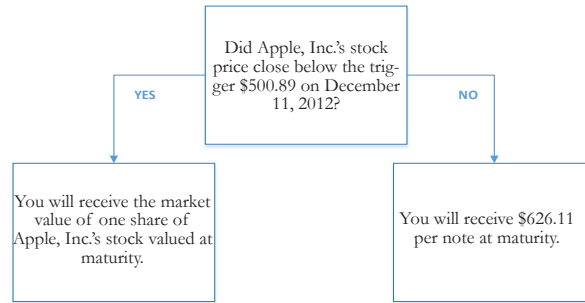 Did Apple, Inc.'s stock
price close below the trig-
ger $500.89 on December
11, 2012?
YES
NO
You will receive the market
value of one share of
Apple, Inc.'s stock valued at
maturity.
You will receive $626.11
per note at maturity.